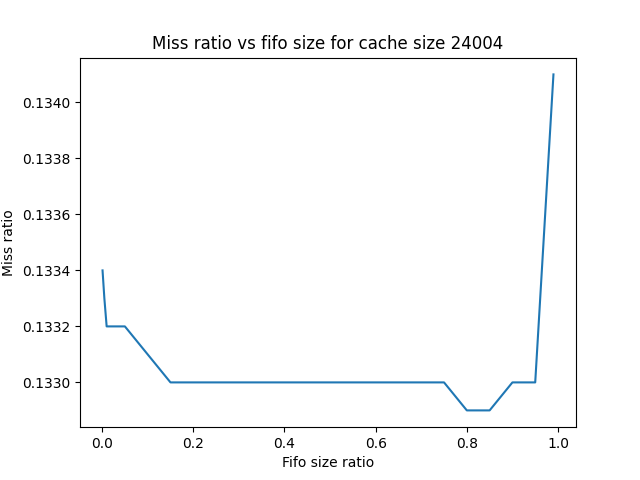 Miss ratio vs fifo size for cache size 24004
0.1340
0.1338
0.1336
0.1334
0.1332
0.1330
Miss ratio
0.0 0.2 0.4 0.6 0.8 1.0
Fifo size ratio